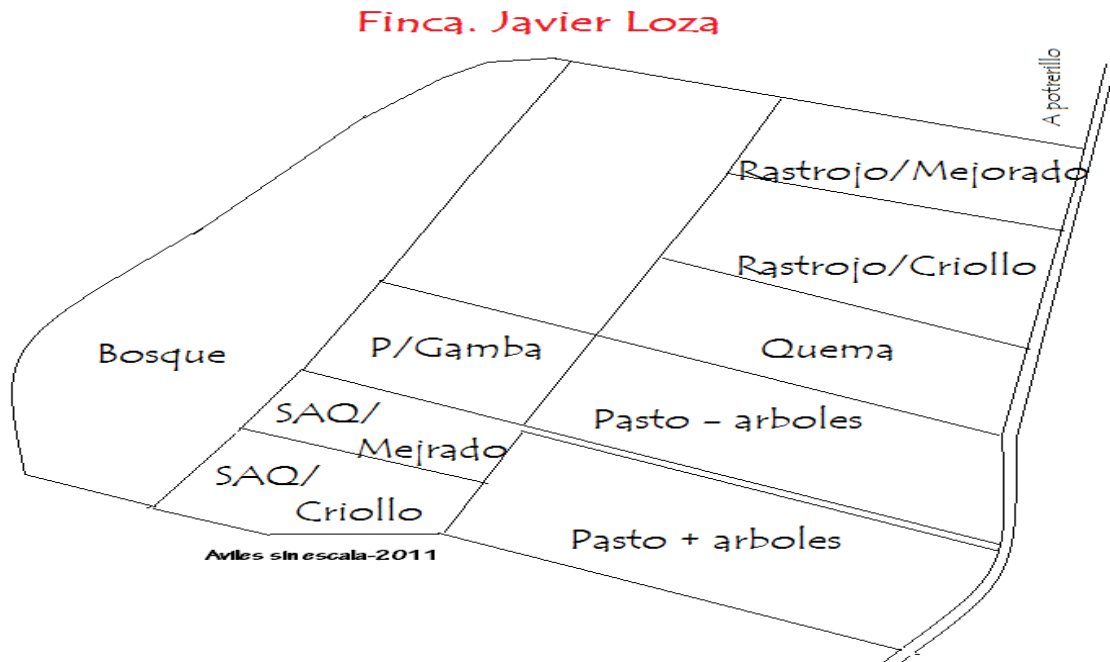 Finca. Javier Loza
A potrerillo
Rastrojo/Mejorado
Rastrojo/Criollo
Bosque
P/Gamba
Quema
SAQ/
Mejrado
Pasto - arboles
SAQ/
Criollo
Pasto + arboles
Aviles sin escala-2011